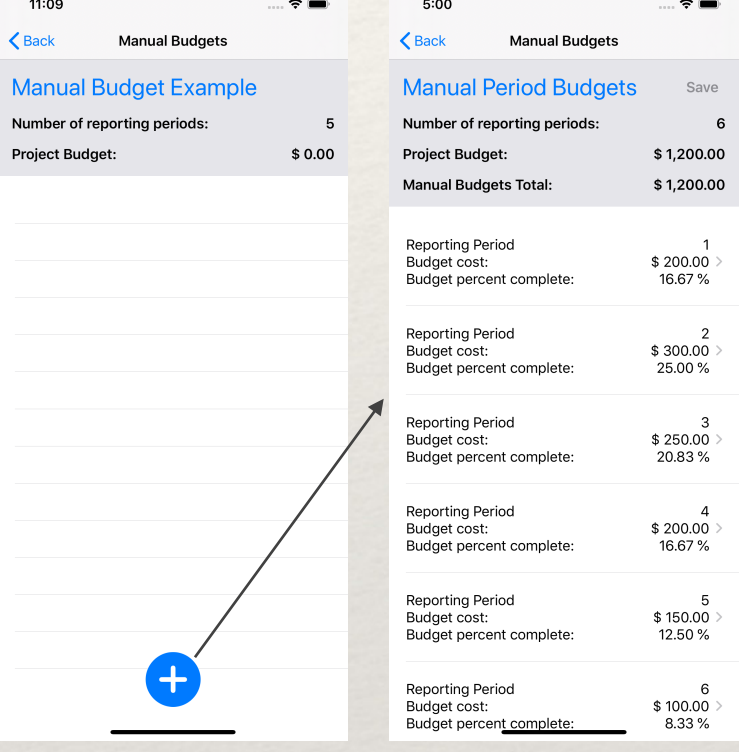 11:09
Back
Manual Budgets
Manual Budget Example
Number of reporting periods: 5
Project Budget: $ 0.00
5:00
Back
Manual Budgets
Manual Period Budgets Save
Number of reporting periods: 6
Project Budget: $ 1,200.00
Manual Budgets Total: $ 1,200.00
Reporting Period 1
Budget cost: $ 200.00
Budget percent complete: 16.67 %
Reporting Period 2
Budget cost: $ 300.00
Budget percent complete: 25.00 %
Reporting Period 3
Budget cost: $ 250.00
Budget percent complete: 20.83 %
Reporting Period 4
Budget cost: $ 200.00
Budget percent complete: 16.67 %
Reporting Period 5
Budget cost: $ 150.00
Budget percent complete: 12.50 %
Reporting Period 6
Budget cost: $ 100.00
Budget percent complete: 8.33 %